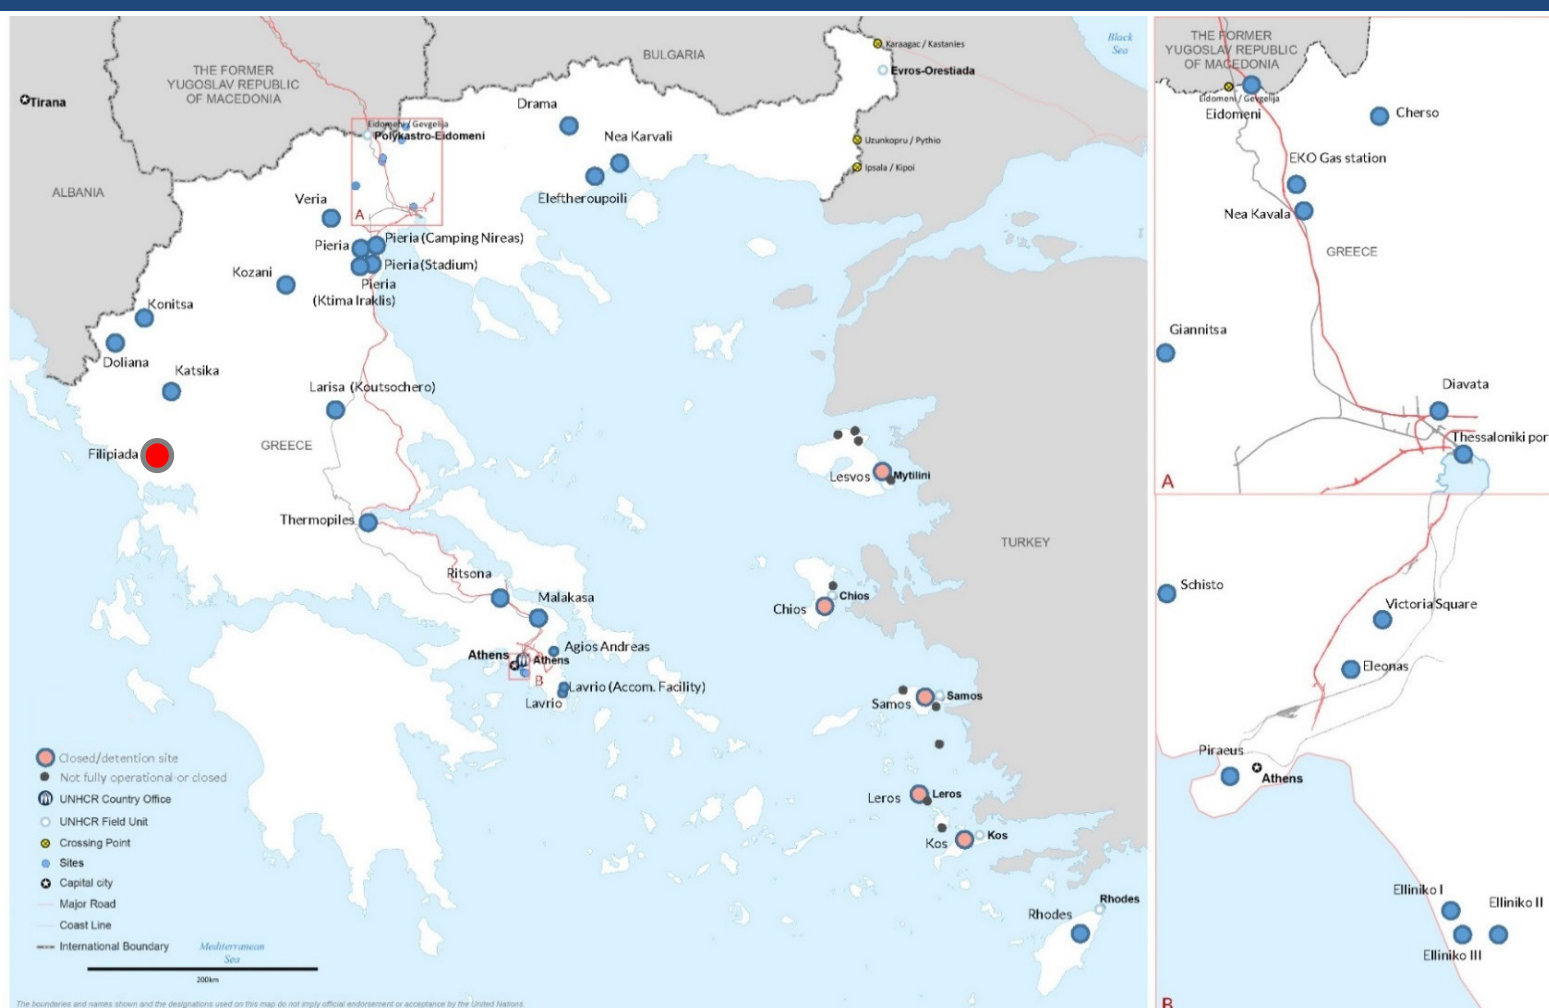 THE FORMER
YUGOSLAV REPUBLIC
OF MACEDONIA
BULGARIA
Black
Sea
Karaagac / Kastanies
Evros-Orestiada
Tirana
Drama
Eidomeni / Gevgelija
Polykastro-Eidomeni
Nea Karvali
Uzunkopru / Pythio
Ipsala / Kipoi
ALBANIA
Veria
A
Eleftheroupoili
Pieria
Pieria (Camping Nireas)
Pieria (Stadium)
Kozani
Pieria
(Ktima Iraklis)
Konitsa
Doliana
Katsika
Larisa (Koutsochero)
GREECE
Filipiada
Lesvos
Mytilini
Thermopiles
TURKEY
Ritsona
Malakasa
Chios
Chios
Agios Andreas
Athens
Athens
B
Lavrio (Accom. Facility)
Lavrio
Samos
Samos
Leros
Leros
Kos
Kos
Rhodes
Rhodes
Closed/detention site
Not fully operational or closed
UNHCR Country Office
UNHCR Field Unit
Crossing Point
Sites
Capital city
Major Road
Coast Line
International Boundary
Mediterranean
Sea
200km
The boundaries and names shown and the designations used on this map do not imply official endorsement or acceptance by the United Nations.
THE FORMER
YUGOSLAV REPUBLIC
OF MACEDONIA
Eidomeni / Gevgelija
Eidomeni
Cherso
EKO Gas station
Nea Kavala
GREECE
Giannitsa
Diavata
Thessaloniki por
A
Schisto
Victoria Square
Eleonas
Piraeus
Athens
Elliniko I
Elliniko II
Elliniko III
B